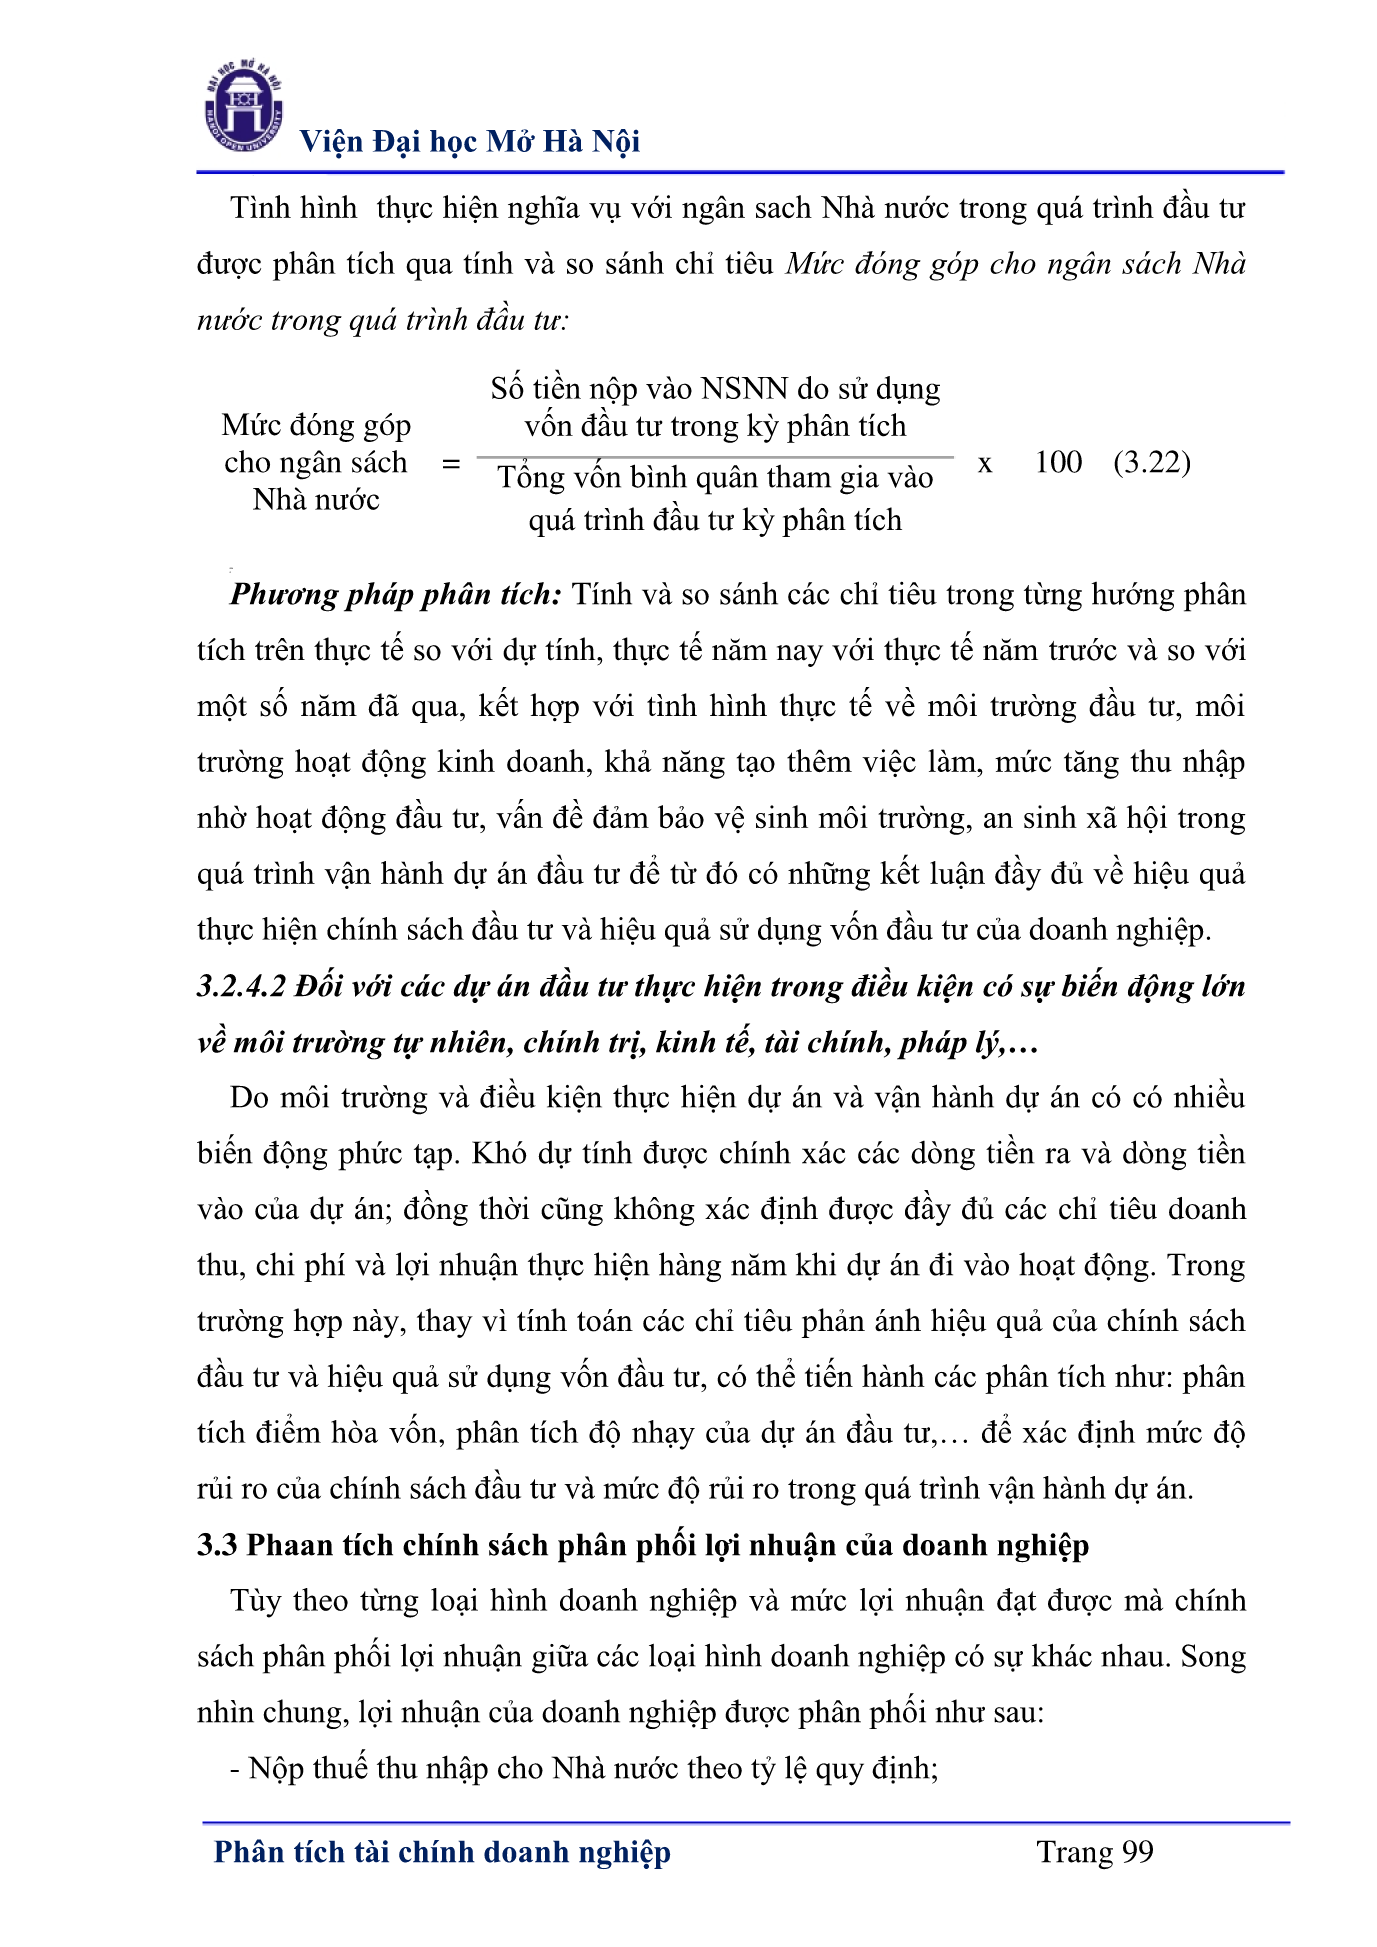 ĐẠI HỌC MỞ HÀ NỘI
HANOI OPEN UNIVERSITY
Viện Đại học Mở Hà Nội
Tình hình  thực hiện nghĩa vụ với ngân sach Nhà nước trong quá trình đầu tư
được phân tích qua tính và so sánh chỉ tiêu Mức đóng góp cho ngân sách Nhà
nước trong quá trình đầu tư:
Số tiền nộp vào NSNN do sử dụng
vốn đầu tư trong kỳ phân tích
Mức đóng góp
cho ngân sách = x 100 (3.22)
Nhà nước
Tổng vốn bình quân tham gia vào
quá trình đầu tư kỳ phân tích
Phương pháp phân tích: Tính và so sánh các chỉ tiêu trong từng hướng phân
tích trên thực tế so với dự tính, thực tế năm nay với thực tế năm trước và so với
một số năm đã qua, kết hợp với tình hình thực tế về môi trường đầu tư, môi
trường hoạt động kinh doanh, khả năng tạo thêm việc làm, mức tăng thu nhập
nhờ hoạt động đầu tư, vấn đề đảm bảo vệ sinh môi trường, an sinh xã hội trong
quá trình vận hành dự án đầu tư để từ đó có những kết luận đầy đủ về hiệu quả
thực hiện chính sách đầu tư và hiệu quả sử dụng vốn đầu tư của doanh nghiệp.
3.2.4.2 Đối với các dự án đầu tư thực hiện trong điều kiện có sự biến động lớn
về môi trường tự nhiên, chính trị, kinh tế, tài chính, pháp lý,…
Do môi trường và điều kiện thực hiện dự án và vận hành dự án có có nhiều
biến động phức tạp. Khó dự tính được chính xác các dòng tiền ra và dòng tiền
vào của dự án; đồng thời cũng không xác định được đầy đủ các chỉ tiêu doanh
thu, chi phí và lợi nhuận thực hiện hàng năm khi dự án đi vào hoạt động. Trong
trường hợp này, thay vì tính toán các chỉ tiêu phản ánh hiệu quả của chính sách
đầu tư và hiệu quả sử dụng vốn đầu tư, có thể tiến hành các phân tích như: phân
tích điểm hòa vốn, phân tích độ nhạy của dự án đầu tư,… để xác định mức độ
rủi ro của chính sách đầu tư và mức độ rủi ro trong quá trình vận hành dự án.
3.3 Phaan tích chính sách phân phối lợi nhuận của doanh nghiệp
Tùy theo từng loại hình doanh nghiệp và mức lợi nhuận đạt được mà chính
sách phân phối lợi nhuận giữa các loại hình doanh nghiệp có sự khác nhau. Song
nhìn chung, lợi nhuận của doanh nghiệp được phân phối như sau:
- Nộp thuế thu nhập cho Nhà nước theo tỷ lệ quy định;
Phân tích tài chính doanh nghiệp Trang 99